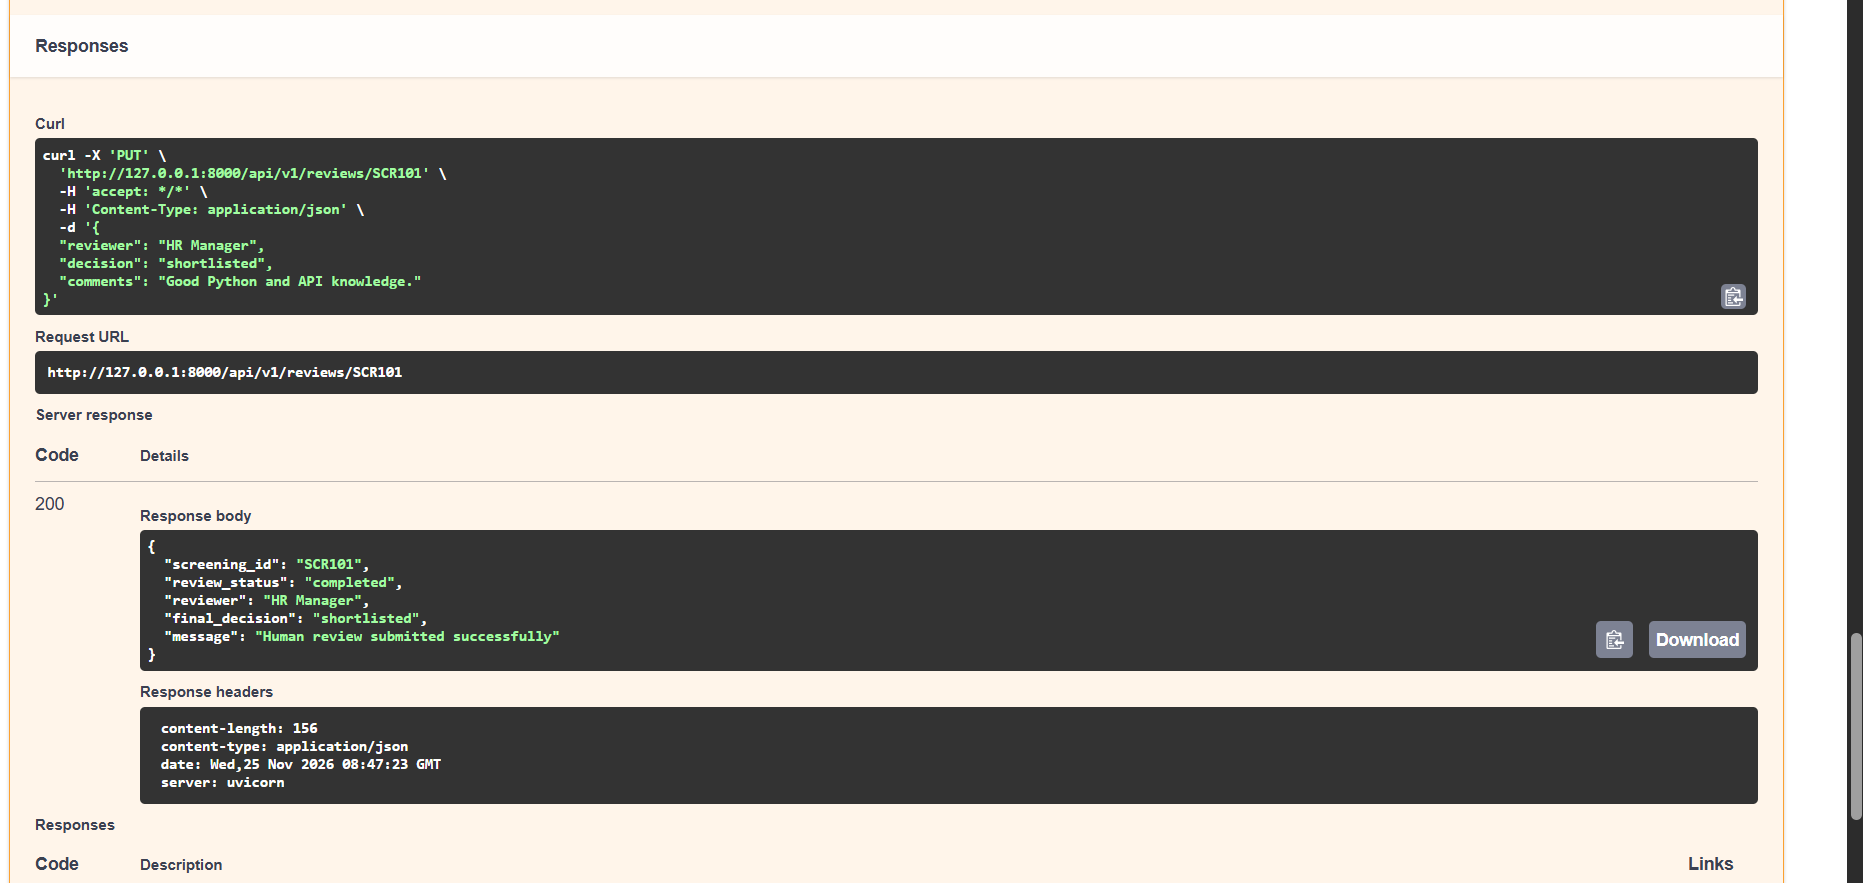 Responses
Curl
curl -X 'PUT' \
  'http://127.0.0.1:8000/api/v1/reviews/SCR101' \
  -H 'accept: */*' \
  -H 'Content-Type: application/json' \
  -d '{
  "reviewer": "HR Manager",
  "decision": "shortlisted",
  "comments": "Good Python and API knowledge."
}'
Request URL
http://127.0.0.1:8000/api/v1/reviews/SCR101
Server response
Code Details
200
Response body
{
  "screening_id": "SCR101",
  "review_status": "completed",
  "reviewer": "HR Manager",
  "final_decision": "shortlisted",
  "message": "Human review submitted successfully"
}
Download
Response headers
content-length: 156
content-type: application/json
date: Wed,25 Nov 2026 08:47:23 GMT
server: uvicorn
Responses
Code Description Links